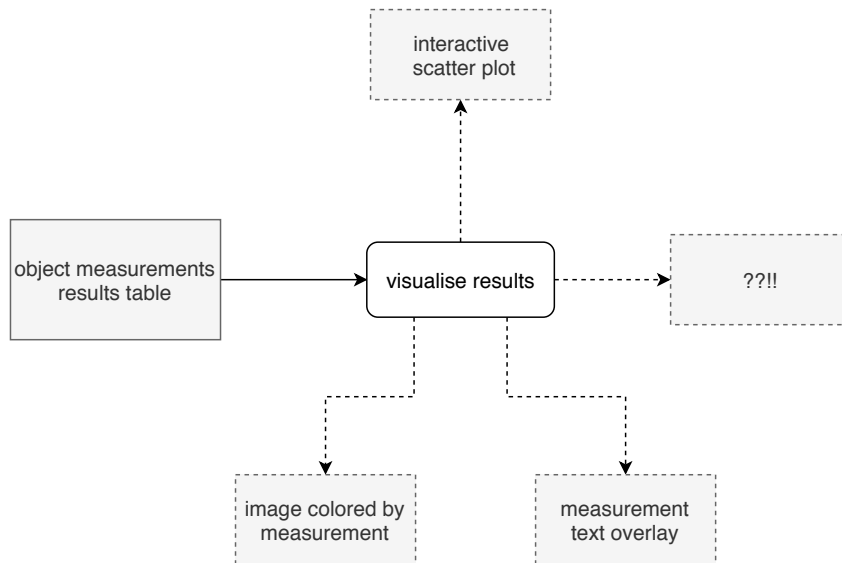 interactive
scatter plot
object measurements
results table
visualise results
??!!
image colored by
measurement
measurement
text overlay